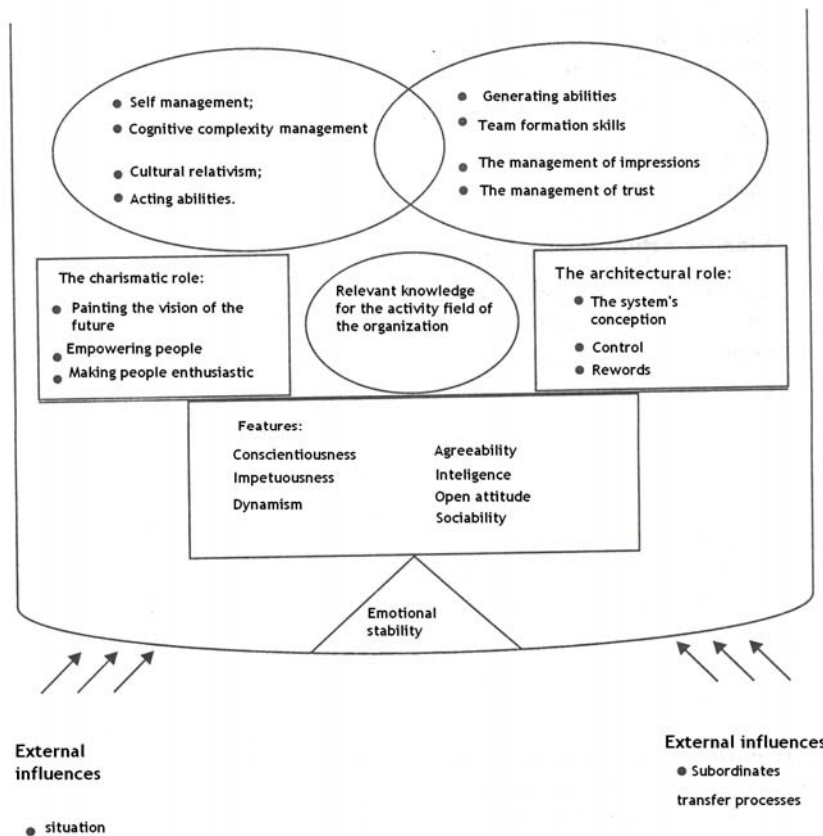 ● Self management;
● Cognitive complexity management
● Cultural relativism;
● Acting abilities.
● Generating abilities
● Team formation skills
● The management of impressions
● The management of trust
The charismatic role:
● Painting the vision of the
future
● Empowering people
● Making people enthusiastic
Relevant knowledge
for the activity field of
the organization
The architectural role:
● The system's
conception
● Control
● Rewords
Features:
Conscientiousness
Impetuousness
Dynamism
Agreeability
Inteligence
Open attitude
Sociability
Emotional
stability
External
influences
● situation
External influences
● Subordinates
transfer processes